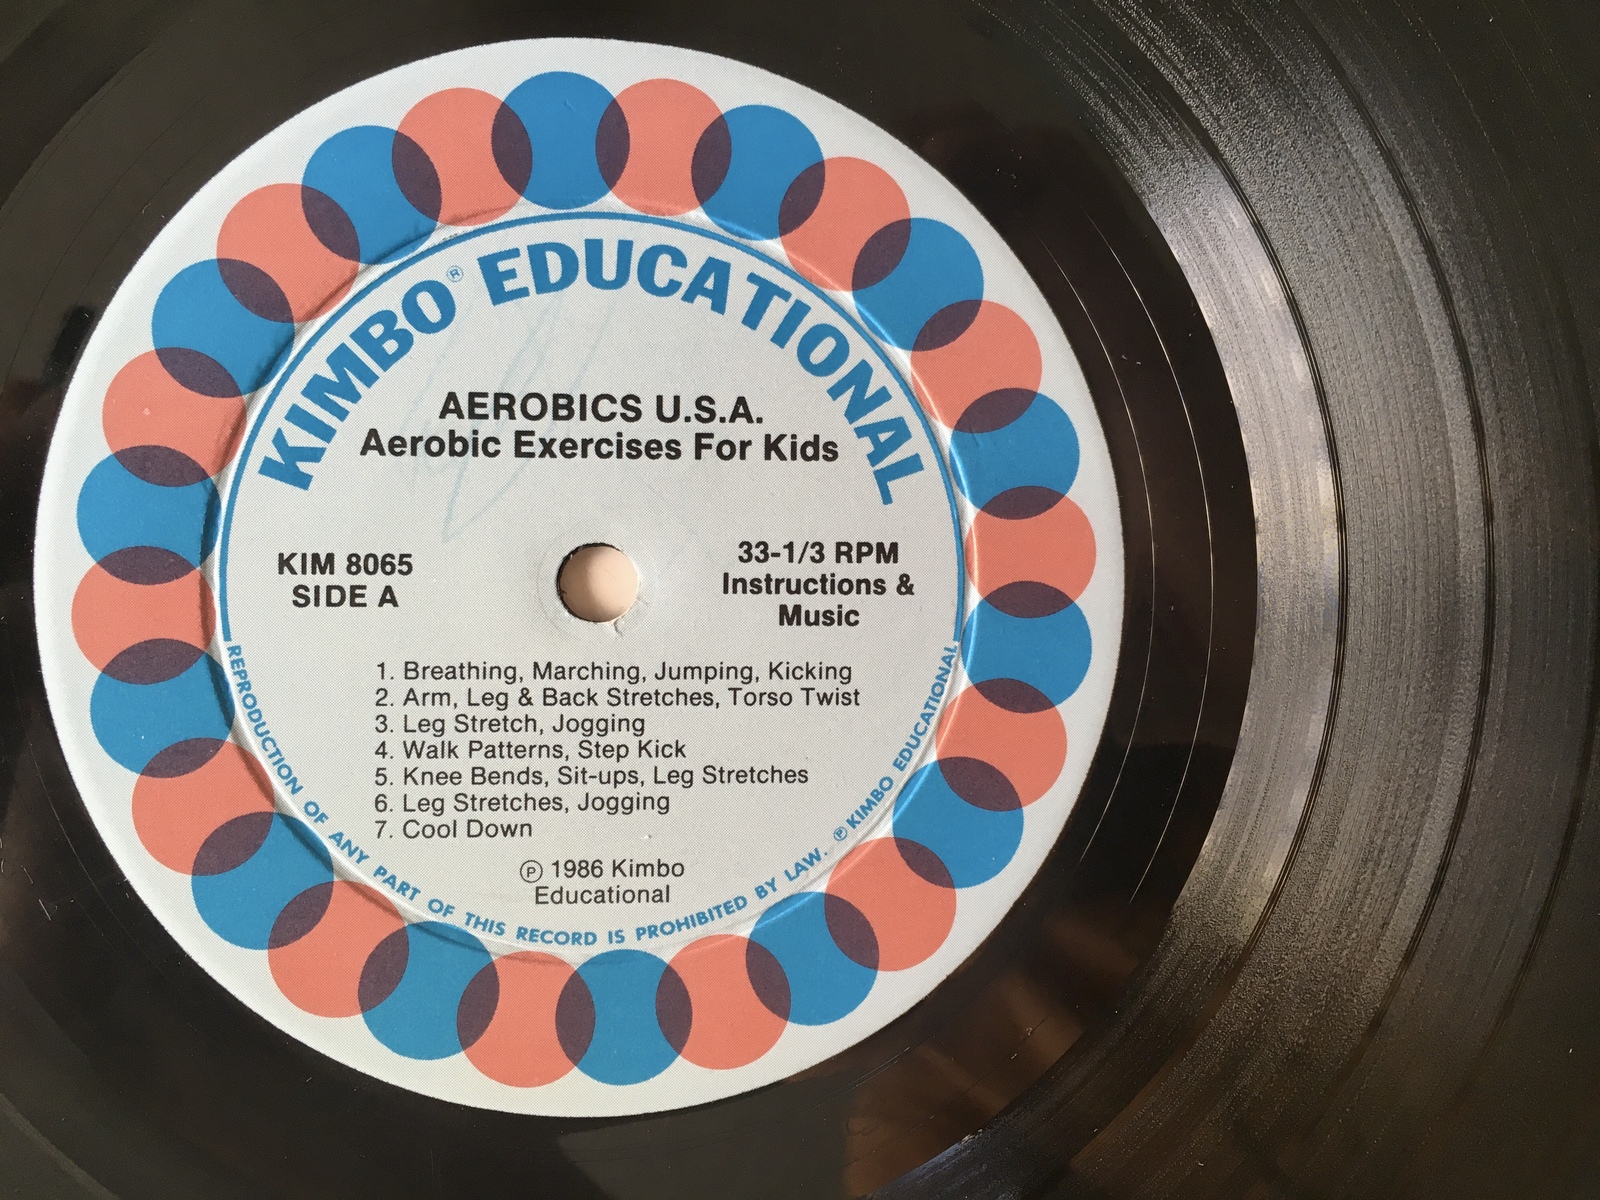 KIMBO® EDUCATIONAL
AEROBICS U.S.A.
Aerobic Exercises For Kids
KIM 8065
SIDE A
33-1/3 RPM
Instructions &
Music
1. Breathing, Marching, Jumping, Kicking
2. Arm, Leg & Back Stretches, Torso Twist
3. Leg Stretch, Jogging
4. Walk Patterns, Step Kick
5. Knee Bends, Sit-ups, Leg Stretches
6. Leg Stretches, Jogging
7. Cool Down
℗ 1986 Kimbo
Educational
REPRODUCTION OF ANY PART OF THIS RECORD IS PROHIBITED BY LAW. ℗ KIMBO EDUCATIONAL